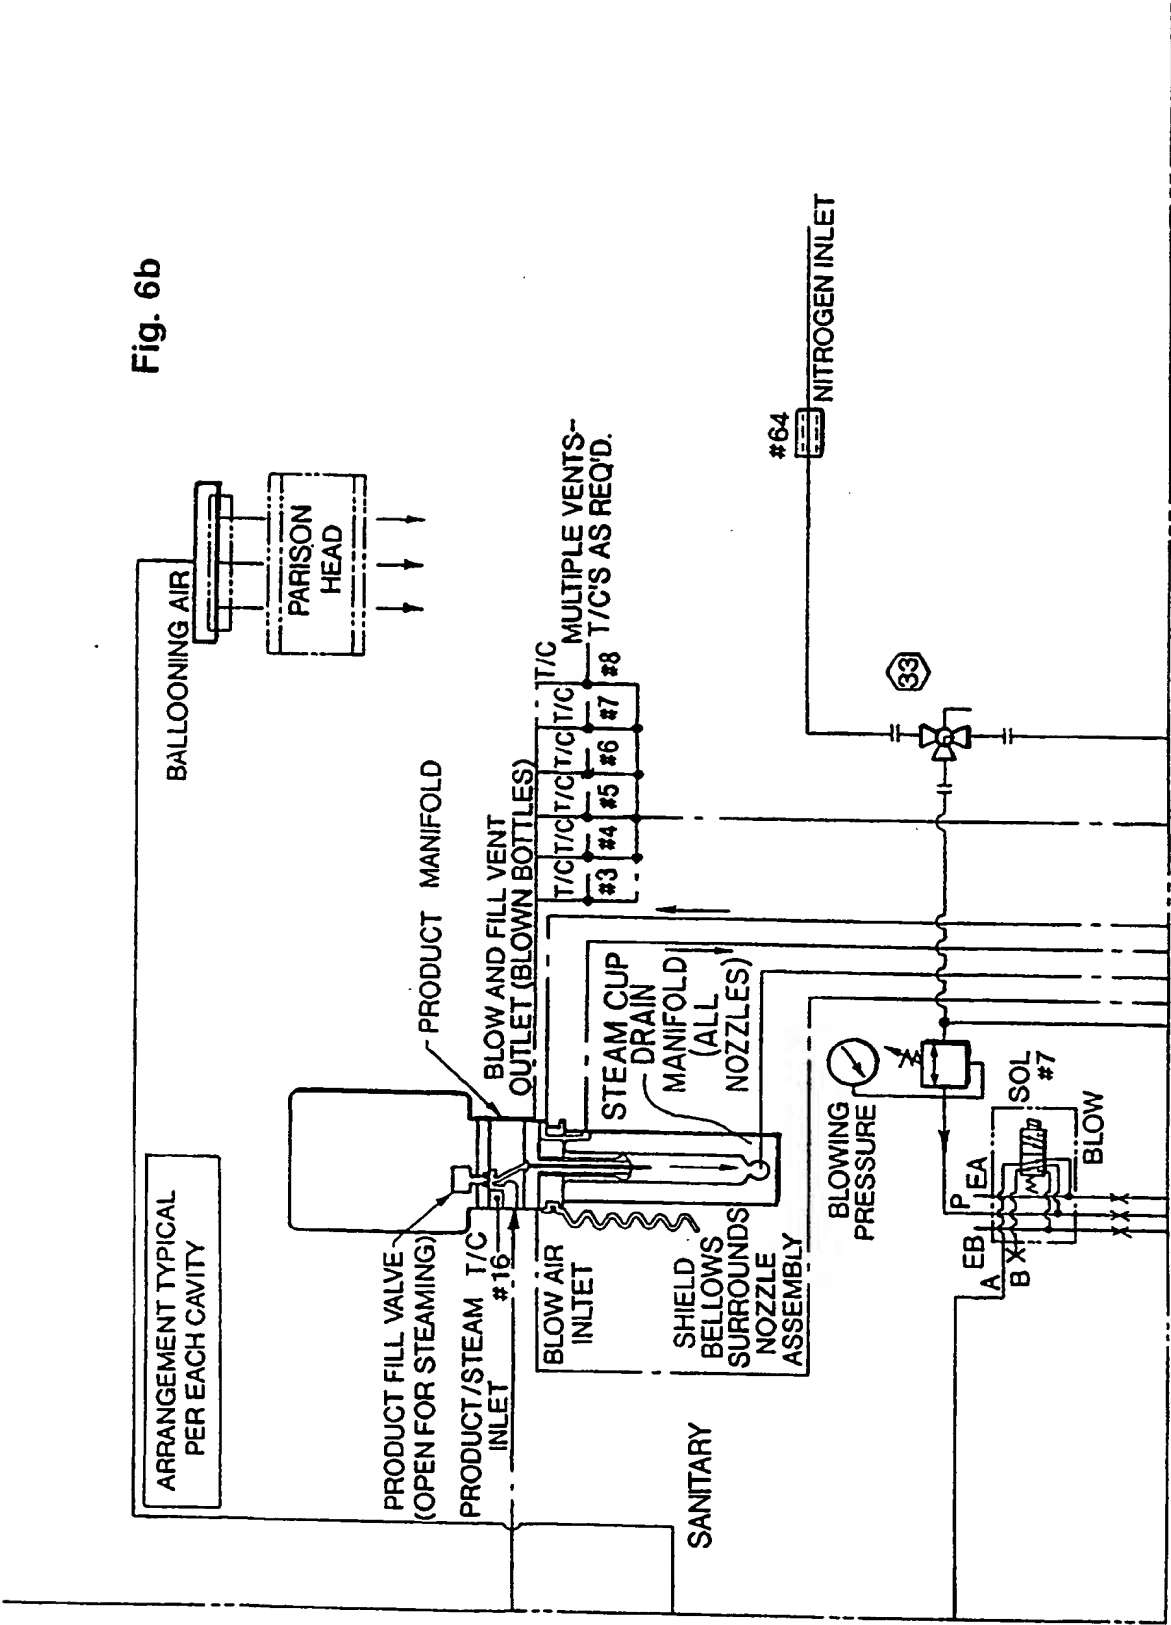 Fig. 6b
ARRANGEMENT TYPICAL
PER EACH CAVITY
BALLOONING AIR
PARISON
HEAD
PRODUCT FILL VALVE
(OPEN FOR STEAMING)
PRODUCT MANIFOLD
PRODUCT/STEAM T/C
INLET
#16
BLOW AND FILL VENT
OUTLET (BLOWN BOTTLES)
T/C
T/C
T/C
T/C
T/C
T/C
#3
#4
#5
#6
#7
#8
MULTIPLE VENTS-
T/C'S AS REQ'D.
BLOW AIR
INLTET
STEAM CUP
DRAIN
MANIFOLD
(ALL
NOZZLES)
SHIELD
BELLOWS
SURROUNDS
NOZZLE
ASSEMBLY
SANITARY
#64
NITROGEN INLET
33
BLOWING
PRESSURE
SOL
#7
BLOW
A
B
EB
P
EA